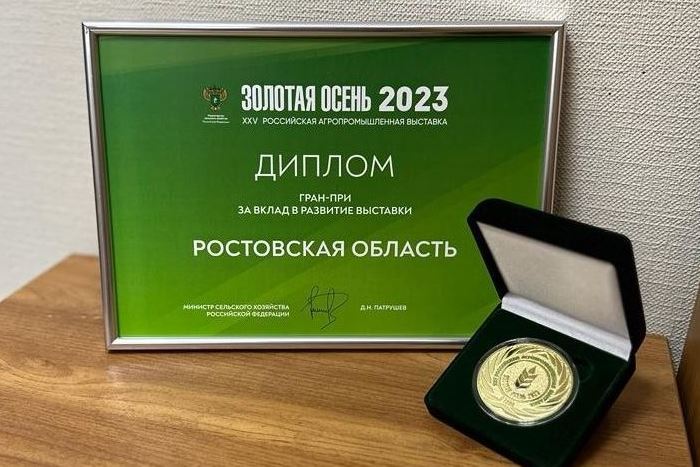 ЗОЛОТАЯ ОСЕНЬ 2023
XXV РОССИЙСКАЯ АГРОПРОМЫШЛЕННАЯ ВЫСТАВКА
ДИПЛОМ
ГРАН-ПРИ
ЗА ВКЛАД В РАЗВИТИЕ ВЫСТАВКИ
РОСТОВСКАЯ ОБЛАСТЬ
МИНИСТР СЕЛЬСКОГО ХОЗЯЙСТВА
РОССИЙСКОЙ ФЕДЕРАЦИИ
Д.Н. ПАТРУШЕВ